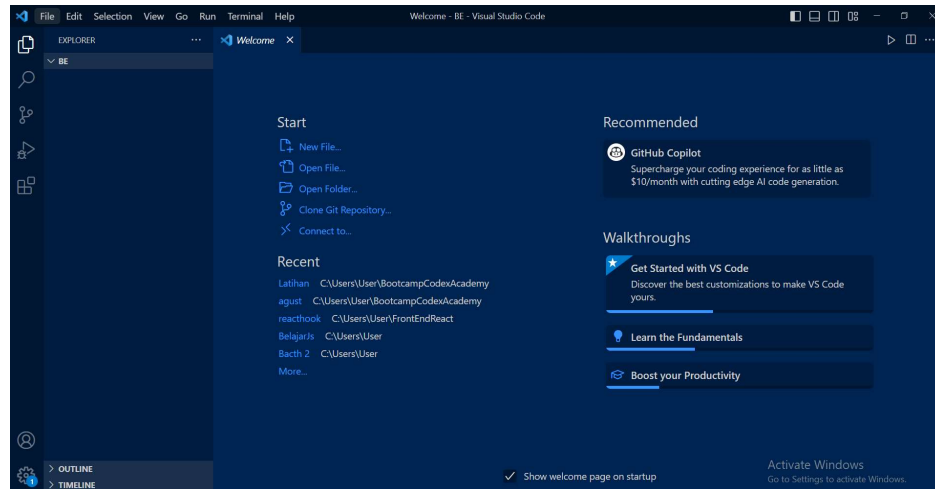 File Edit Selection View Go Run Terminal Help
Welcome - BE - Visual Studio Code
EXPLORER
Welcome
BE
Start
New File...
Open File...
Open Folder...
Clone Git Repository...
Connect to...
Recent
Latihan C:\Users\User\BootcampCodexAcademy
agust C:\Users\User\BootcampCodexAcademy
reacthook C:\Users\User\FrontEndReact
BelajarJs C:\Users\User
Bacth 2 C:\Users\User
More...
Recommended
GitHub Copilot
Supercharge your coding experience for as little as
$10/month with cutting edge AI code generation.
Walkthroughs
Get Started with VS Code
Discover the best customizations to make VS Code
yours.
Learn the Fundamentals
Boost your Productivity
OUTLINE
TIMELINE
1
Show welcome page on startup
Activate Windows
Go to Settings to activate Windows.